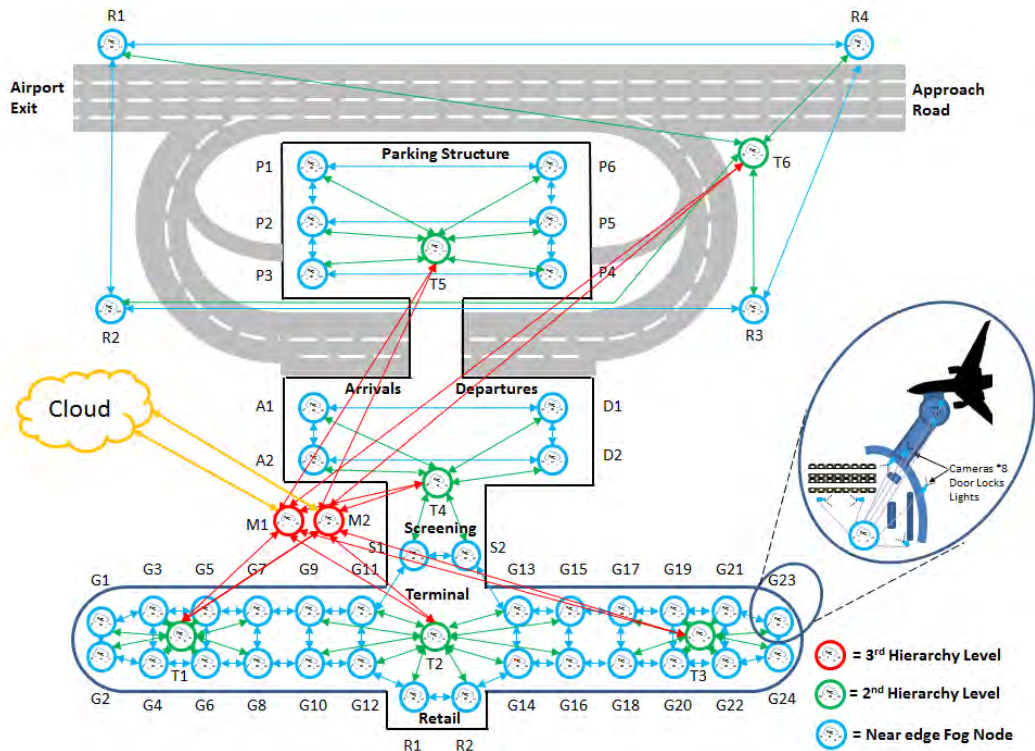 R1
R4
Airport
Exit
Approach
Road
Parking Structure
P1
P6
T6
P2
P5
P3
P4
T5
R2
R3
Arrivals
Departures
Cloud
A1
D1
A2
D2
Cameras *8
Door Locks
Lights
T4
M1
M2
Screening
S1
S2
G1
G3
G5
G7
G9
G11
G13
G15
G17
G19
G21
G23
Terminal
T1
T2
T3
= 3rd Hierarchy Level
G2
G4
G6
G8
G10
G12
G14
G16
G18
G20
G22
G24
= 2nd Hierarchy Level
Retail
R1
R2
= Near edge Fog Node